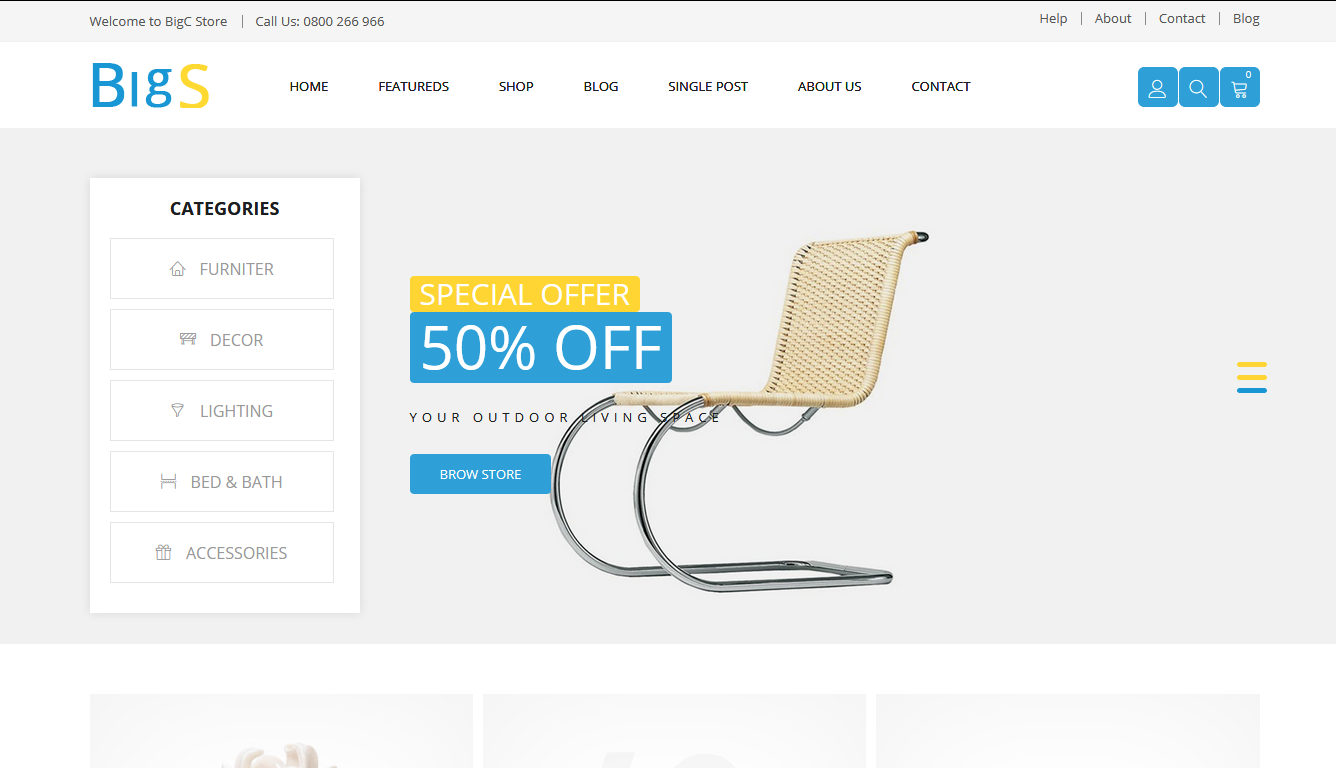 Welcome to BigC Store | Call Us: 0800 266 966
Help | About | Contact | Blog
BigS
HOME FEATUREDS SHOP BLOG SINGLE POST ABOUT US CONTACT
0
CATEGORIES
FURNITER
DECOR
LIGHTING
BED & BATH
ACCESSORIES
SPECIAL OFFER
50% OFF
YOUR OUTDOOR LIVING SPACE
BROW STORE